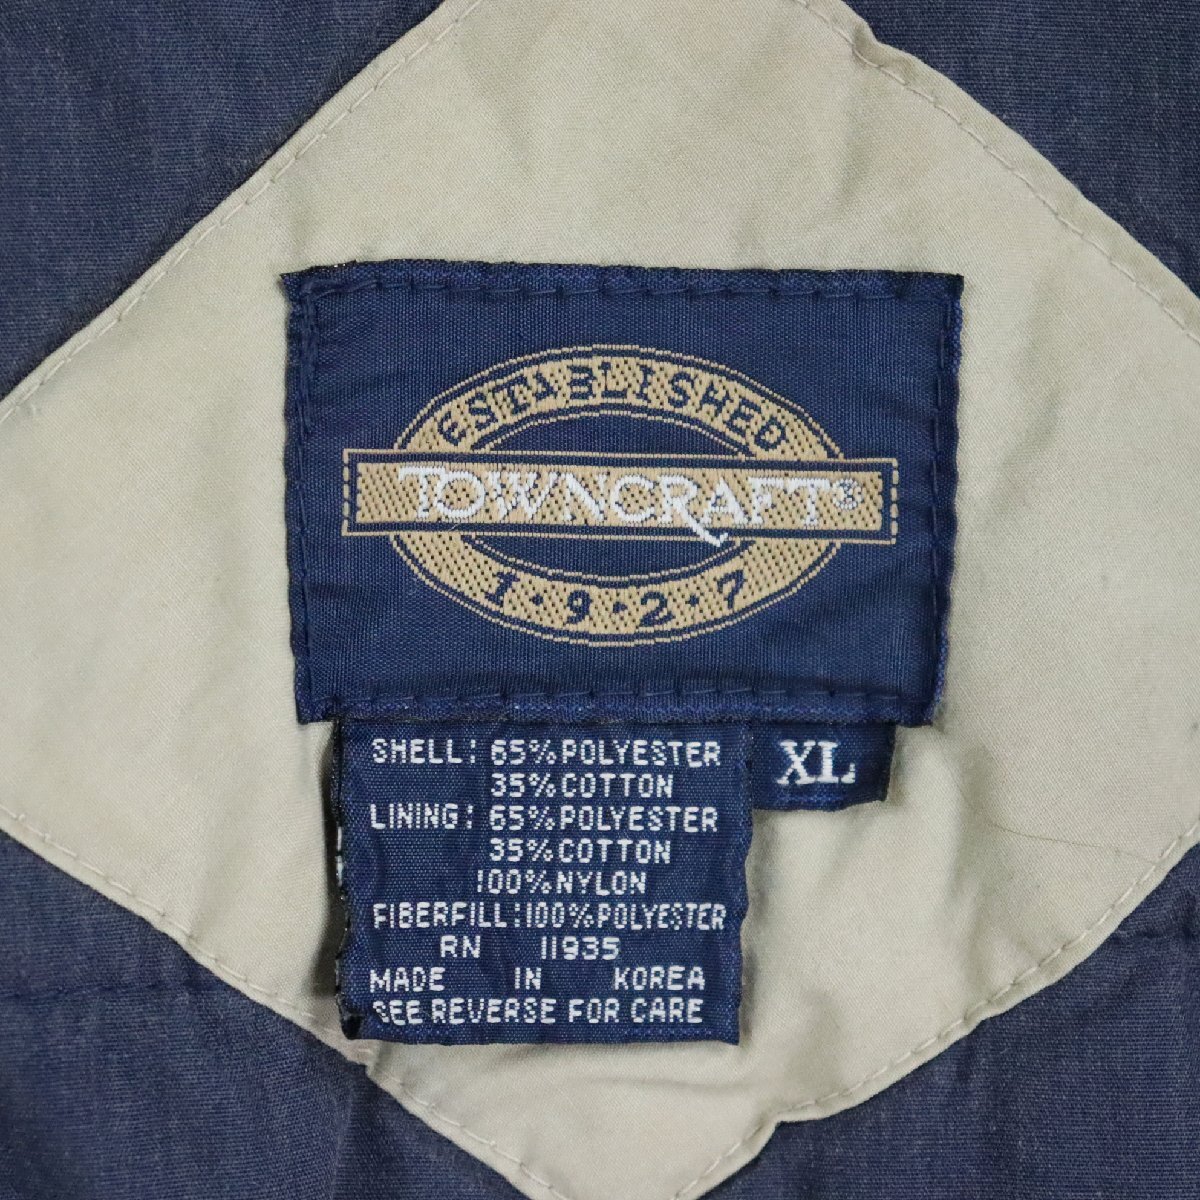 ESTABLISHED
TOWNCRAFT®
1·9·2·7
XL
SHELL: 65% POLYESTER
35% COTTON
LINING: 65% POLYESTER
35% COTTON
100% NYLON
FIBERFILL: 100% POLYESTER
RN 11935
MADE IN KOREA
SEE REVERSE FOR CARE